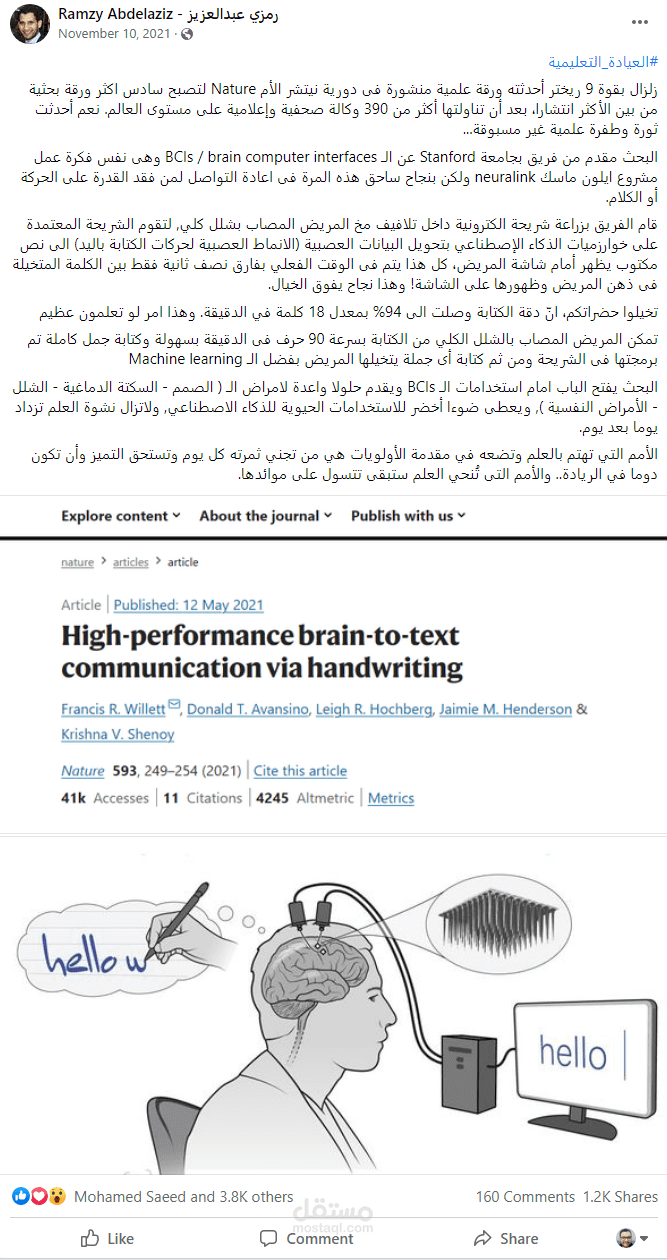 Ramzy Abdelaziz - رمزي عبدالعزيز
November 10, 2021 ·
#العيادة_التعليمية
زلزال بقوة 9 ريختر أحدثته ورقة علمية منشورة فى دورية نيتشر الأم Nature لتصبح سادس اكثر ورقة بحثية
من بين الأكثر انتشارا، بعد أن تناولتها أكثر من 390 وكالة صحفية وإعلامية على مستوى العالم. نعم أحدثت
ثورة وطفرة علمية غير مسبوقة...
البحث مقدم من فريق بجامعة Stanford عن الـ BCIs / brain computer interfaces وهى نفس فكرة عمل
مشروع ايلون ماسك neuralink ولكن بنجاح ساحق هذه المرة فى اعادة التواصل لمن فقد القدرة على الحركة
أو الكلام.
قام الفريق بزراعة شريحة الكترونية داخل تلافيف مخ المريض المصاب بشلل كلي, لتقوم الشريحة المعتمدة
على خوارزميات الذكاء الإصطناعي بتحويل البيانات العصبية (الانماط العصبية لحركات الكتابة باليد) الى نص
مكتوب يظهر أمام شاشة المريض، كل هذا يتم فى الوقت الفعلي بفارق نصف ثانية فقط بين الكلمة المتخيلة
فى ذهن المريض وظهورها على الشاشة! وهذا نجاح يفوق الخيال.
تخيلوا حضراتكم، انّ دقة الكتابة وصلت الى 94% بمعدل 18 كلمة في الدقيقة. وهذا امر لو تعلمون عظيم
تمكن المريض المصاب بالشلل الكلي من الكتابة بسرعة 90 حرف فى الدقيقة بسهولة وكتابة جمل كاملة تم
برمجتها فى الشريحة ومن ثم كتابة أى جملة يتخيلها المريض بفضل الـ Machine learning
البحث يفتح الباب امام استخدامات الـ BCIs ويقدم حلولا واعدة لامراض الـ ( الصمم - السكتة الدماغية - الشلل
- الأمراض النفسية ), ويعطى ضوءا أخضر للاستخدامات الحيوية للذكاء الاصطناعي, ولاتزال نشوة العلم تزداد
يوما بعد يوم.
الأمم التي تهتم بالعلم وتضعه في مقدمة الأولويات هي من تجني ثمرته كل يوم وتستحق التميز وأن تكون
دوما في الريادة.. والأمم التى تُنحي العلم ستبقى تتسول على موائدها.
Explore content About the journal Publish with us
nature > articles > article
Article | Published: 12 May 2021
High-performance brain-to-text
communication via handwriting
Francis R. Willett, Donald T. Avansino, Leigh R. Hochberg, Jaimie M. Henderson &
Krishna V. Shenoy
Nature 593, 249–254 (2021) | Cite this article
41k Accesses | 11 Citations | 4245 Altmetric | Metrics
hello w
hello
Mohamed Saeed and 3.8K others 160 Comments 1.2K Shares
مستقل
mostaql.com
Like Comment Share